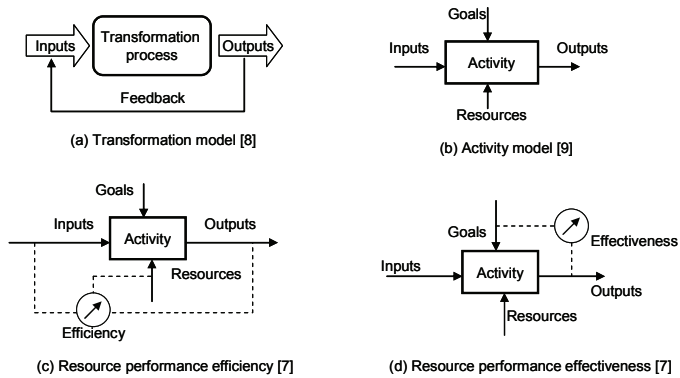 Inputs
Transformation
process
Outputs
Feedback
(a) Transformation model [8]
Goals
Inputs
Activity
Outputs
Resources
(b) Activity model [9]
Goals
Inputs
Activity
Outputs
Resources
Efficiency
(c) Resource performance efficiency [7]
Goals
Effectiveness
Inputs
Activity
Outputs
Resources
(d) Resource performance effectiveness [7]